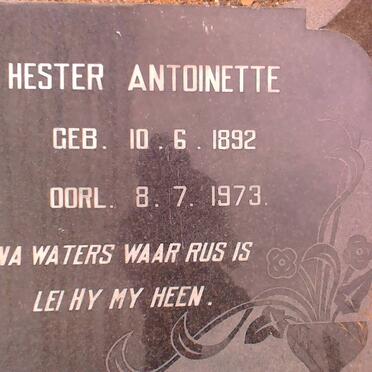 HESTER ANTOINETTE
GEB. 10.6.1892
OORL. 8.7.1973.
NA WATERS WAAR RUS IS
LEI HY MY HEEN.